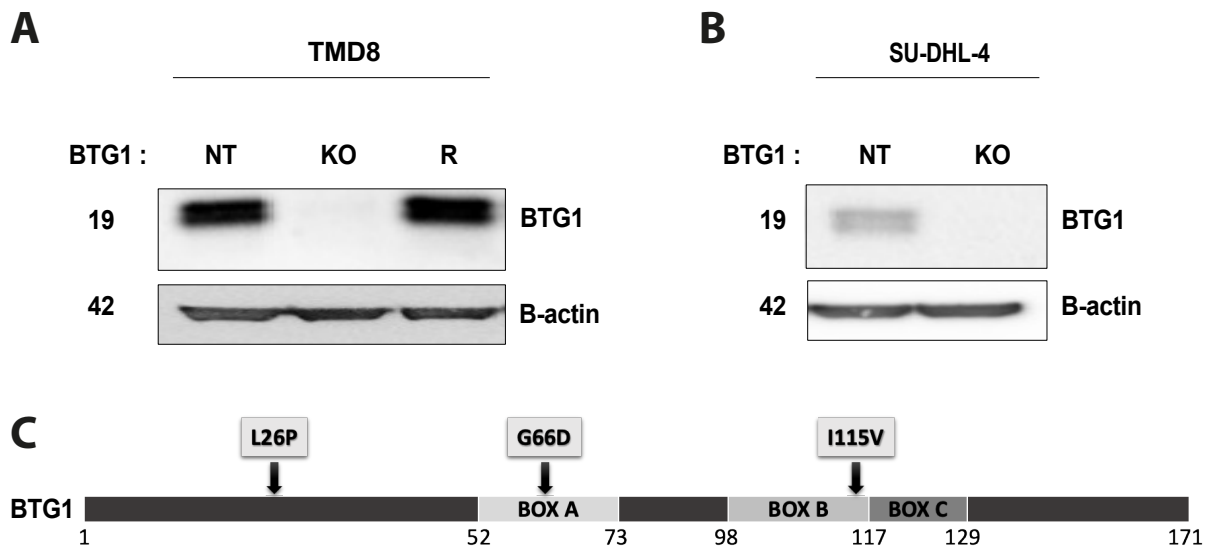 A
TMD8
BTG1 : NT KO R
19 BTG1
42 B-actin
B
SU-DHL-4
BTG1 : NT KO
19 BTG1
42 B-actin
C
L26P G66D I115V
BTG1 BOX A BOX B BOX C
1 52 73 98 117 129 171